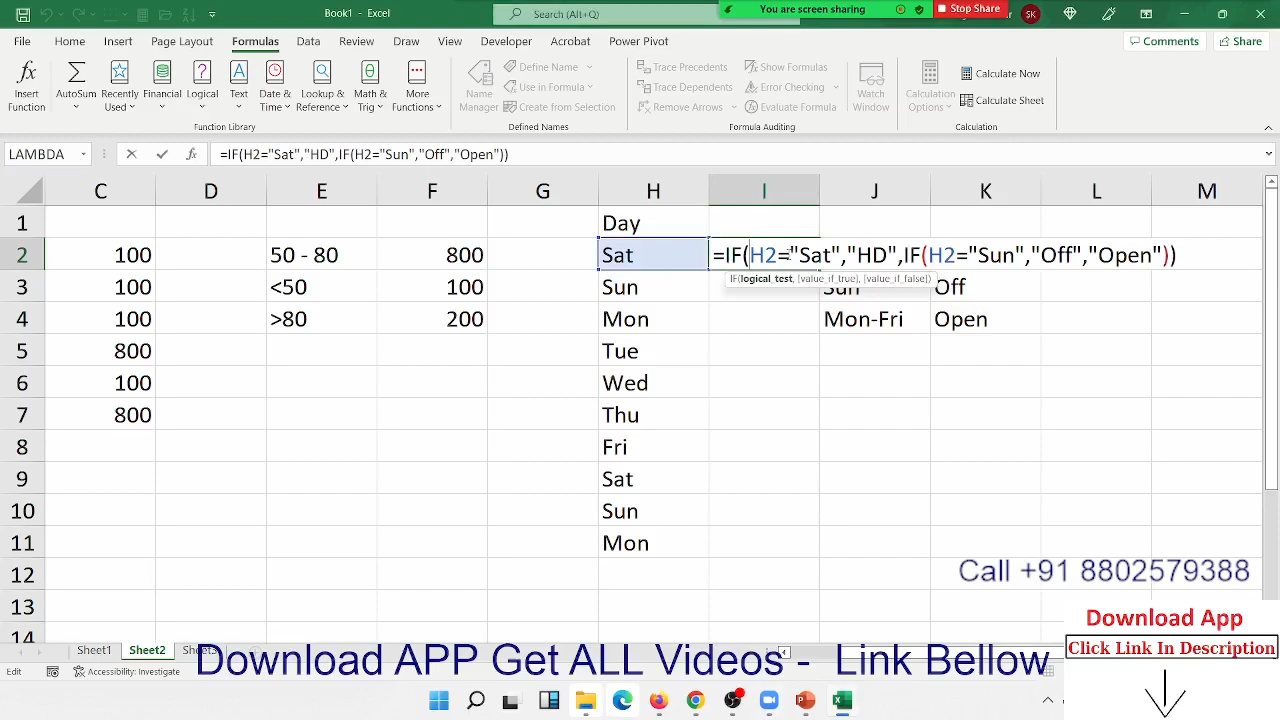 Book1 - Excel
Search (Alt+Q)
You are screen sharing
Stop Share
SK
File Home Insert Page Layout Formulas Data Review View Developer Acrobat Power Pivot
Comments Share
Insert Function
AutoSum
Recently Used
Financial
Logical
Text
Date & Time
Lookup & Reference
Math & Trig
More Functions
Function Library
Name Manager
Define Name
Use in Formula
Create from Selection
Defined Names
Trace Precedents
Trace Dependents
Remove Arrows
Show Formulas
Error Checking
Evaluate Formula
Formula Auditing
Watch Window
Calculation Options
Calculate Now
Calculate Sheet
Calculation
LAMBDA
fx
=IF(H2="Sat","HD",IF(H2="Sun","Off","Open"))
C D E F G H I J K L M
1 Day
2 100 50 - 80 800 Sat =IF(H2="Sat","HD",IF(H2="Sun","Off","Open"))
IF(logical_test, [value_if_true], [value_if_false])
3 100 <50 100 Sun Sun Off
4 100 >80 200 Mon Mon-Fri Open
5 800 Tue
6 100 Wed
7 800 Thu
8 Fri
9 Sat
10 Sun
11 Mon
12
13
14
Call +91 8802579388
Download App
Click Link In Description
Sheet1 Sheet2
Download APP Get ALL Videos - Link Bellow
Edit
Accessibility: Investigate